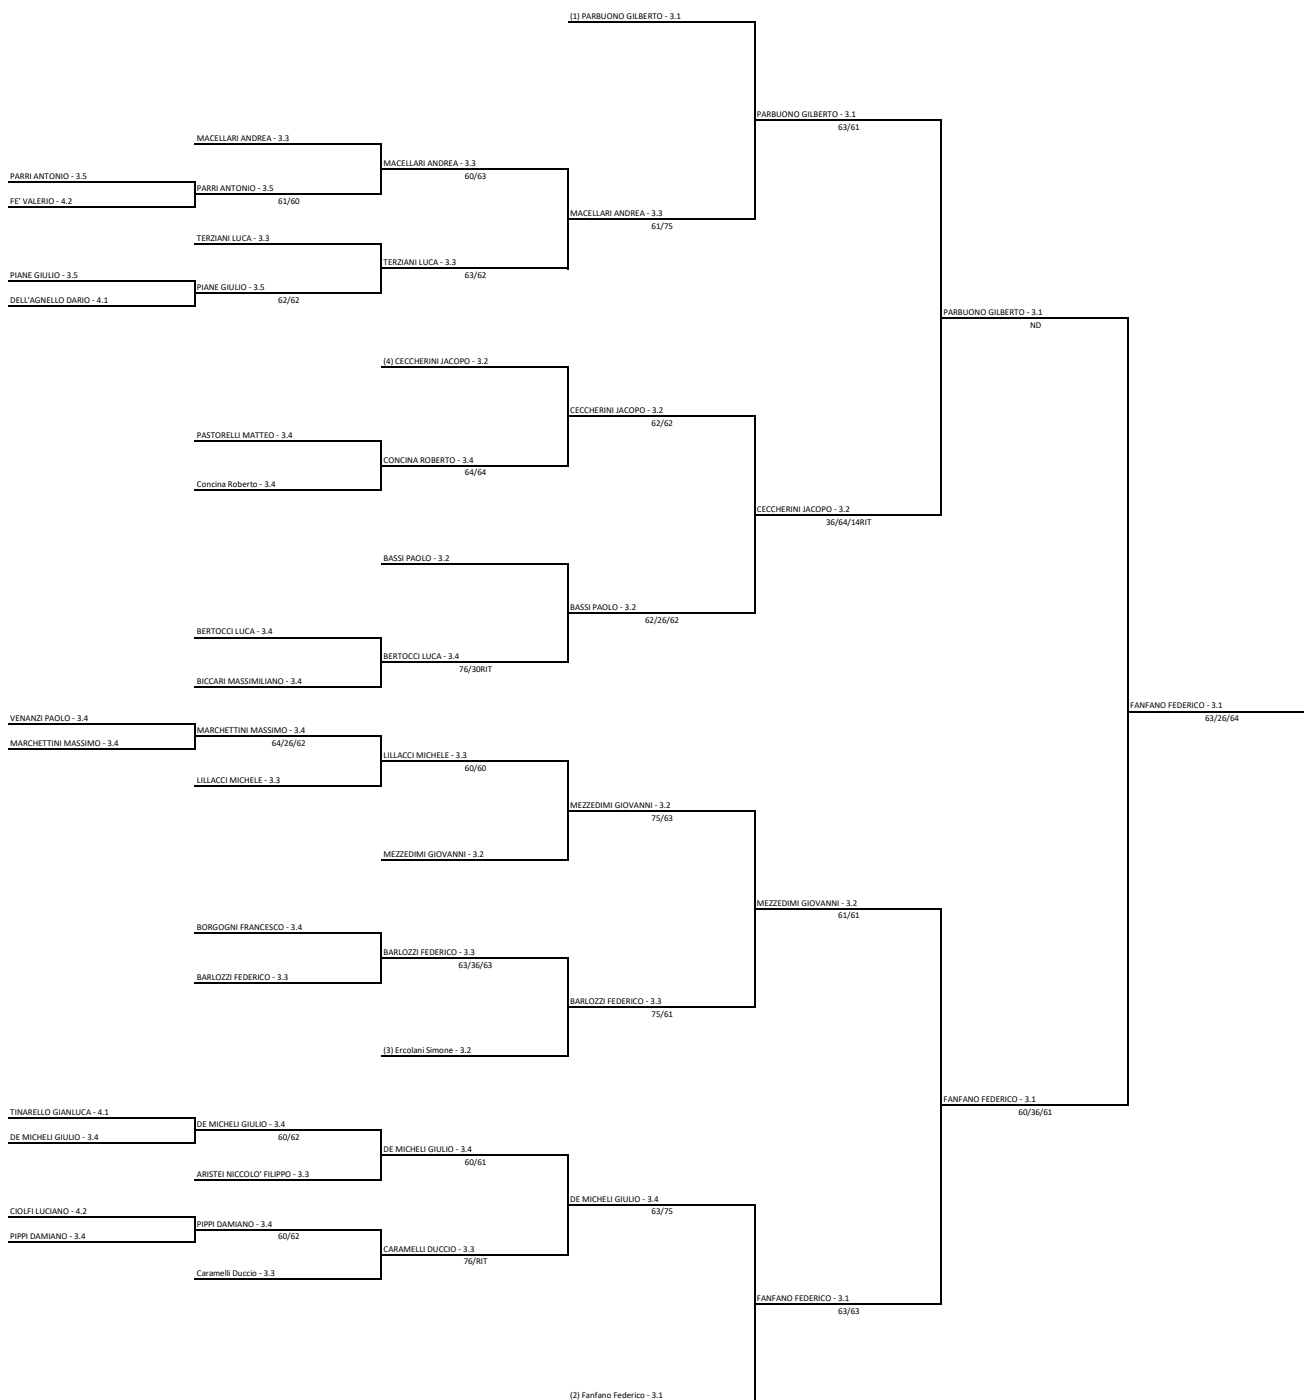 (1) PARBUONO GILBERTO - 3.1
PARBUONO GILBERTO - 3.1
63/61
MACELLARI ANDREA - 3.3
MACELLARI ANDREA - 3.3
60/63
PARRI ANTONIO - 3.5
PARRI ANTONIO - 3.5
61/60
FE' VALERIO - 4.2
MACELLARI ANDREA - 3.3
61/75
TERZIANI LUCA - 3.3
TERZIANI LUCA - 3.3
63/62
PIANE GIULIO - 3.5
PIANE GIULIO - 3.5
62/62
DELL'AGNELLO DARIO - 4.1
PARBUONO GILBERTO - 3.1
ND
(4) CECCHERINI JACOPO - 3.2
CECCHERINI JACOPO - 3.2
62/62
PASTORELLI MATTEO - 3.4
CONCINA ROBERTO - 3.4
64/64
Concina Roberto - 3.4
CECCHERINI JACOPO - 3.2
36/64/14RIT
BASSI PAOLO - 3.2
BASSI PAOLO - 3.2
62/26/62
BERTOCCI LUCA - 3.4
BERTOCCI LUCA - 3.4
76/30RIT
BICCARI MASSIMILIANO - 3.4
FANFANO FEDERICO - 3.1
63/26/64
VENANZI PAOLO - 3.4
MARCHETTINI MASSIMO - 3.4
64/26/62
MARCHETTINI MASSIMO - 3.4
LILLACCI MICHELE - 3.3
60/60
LILLACCI MICHELE - 3.3
MEZZEDIMI GIOVANNI - 3.2
75/63
MEZZEDIMI GIOVANNI - 3.2
MEZZEDIMI GIOVANNI - 3.2
61/61
BORGOGNI FRANCESCO - 3.4
BARLOZZI FEDERICO - 3.3
63/36/63
BARLOZZI FEDERICO - 3.3
BARLOZZI FEDERICO - 3.3
75/61
(3) Ercolani Simone - 3.2
FANFANO FEDERICO - 3.1
60/36/61
TINARELLO GIANLUCA - 4.1
DE MICHELI GIULIO - 3.4
60/62
DE MICHELI GIULIO - 3.4
DE MICHELI GIULIO - 3.4
60/61
ARISTEI NICCOLO' FILIPPO - 3.3
DE MICHELI GIULIO - 3.4
63/75
CIOLFI LUCIANO - 4.2
PIPPI DAMIANO - 3.4
60/62
PIPPI DAMIANO - 3.4
CARAMELLI DUCCIO - 3.3
76/RIT
Caramelli Duccio - 3.3
FANFANO FEDERICO - 3.1
63/63
(2) Fanfano Federico - 3.1